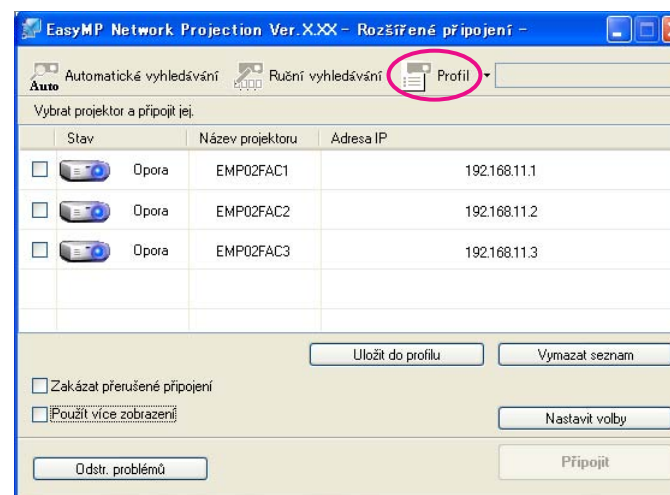 EasyMP Network Projection Ver.X.XX - Rozšířené připojení -
Auto Automatické vyhledávání Ruční vyhledávání Profil
Vybrat projektor a připojit jej.
Stav Název projektoru Adresa IP
Opora EMP02FAC1 192.168.11.1
Opora EMP02FAC2 192.168.11.2
Opora EMP02FAC3 192.168.11.3
Uložit do profilu Vymazat seznam
Zakázat přerušené připojení
Použít více zobrazení
Nastavit volby
Odstr. problémů Připojit